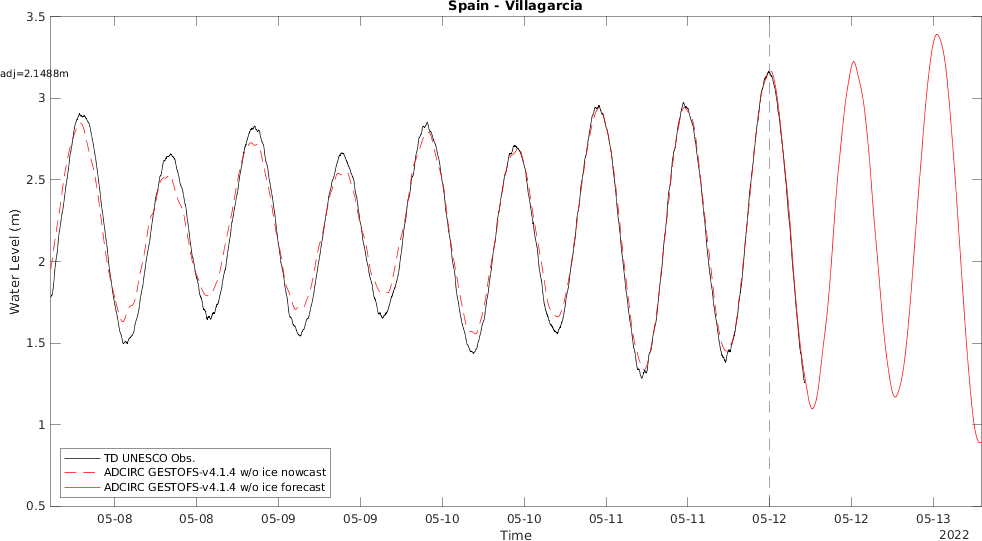 Spain - Villagarcia
3.5
adj=2.1488m
3
2.5
2
1.5
1
0.5
Water Level (m)
TD UNESCO Obs.
ADCIRC GESTOFS-v4.1.4 w/o ice nowcast
ADCIRC GESTOFS-v4.1.4 w/o ice forecast
05-08 05-08 05-09 05-09 05-10 05-10 05-11 05-11 05-12 05-12 05-13
Time
2022